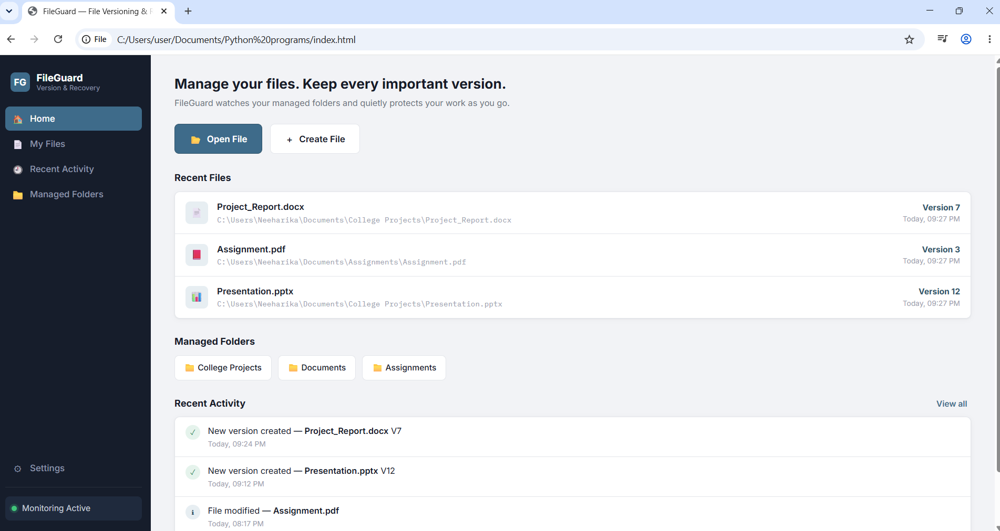 FileGuard — File Versioning &
File
C:/Users/user/Documents/Python%20programs/index.html
FG
FileGuard
Version & Recovery
Home
My Files
Recent Activity
Managed Folders
Settings
Monitoring Active
Manage your files. Keep every important version.
FileGuard watches your managed folders and quietly protects your work as you go.
Open File
+ Create File
Recent Files
Project_Report.docx
C:\Users\Neeharika\Documents\College Projects\Project_Report.docx
Version 7
Today, 09:27 PM
Assignment.pdf
C:\Users\Neeharika\Documents\Assignments\Assignment.pdf
Version 3
Today, 09:27 PM
Presentation.pptx
C:\Users\Neeharika\Documents\College Projects\Presentation.pptx
Version 12
Today, 09:27 PM
Managed Folders
College Projects
Documents
Assignments
Recent Activity
View all
✓ New version created — Project_Report.docx V7
Today, 09:24 PM
✓ New version created — Presentation.pptx V12
Today, 09:12 PM
i File modified — Assignment.pdf
Today, 08:17 PM